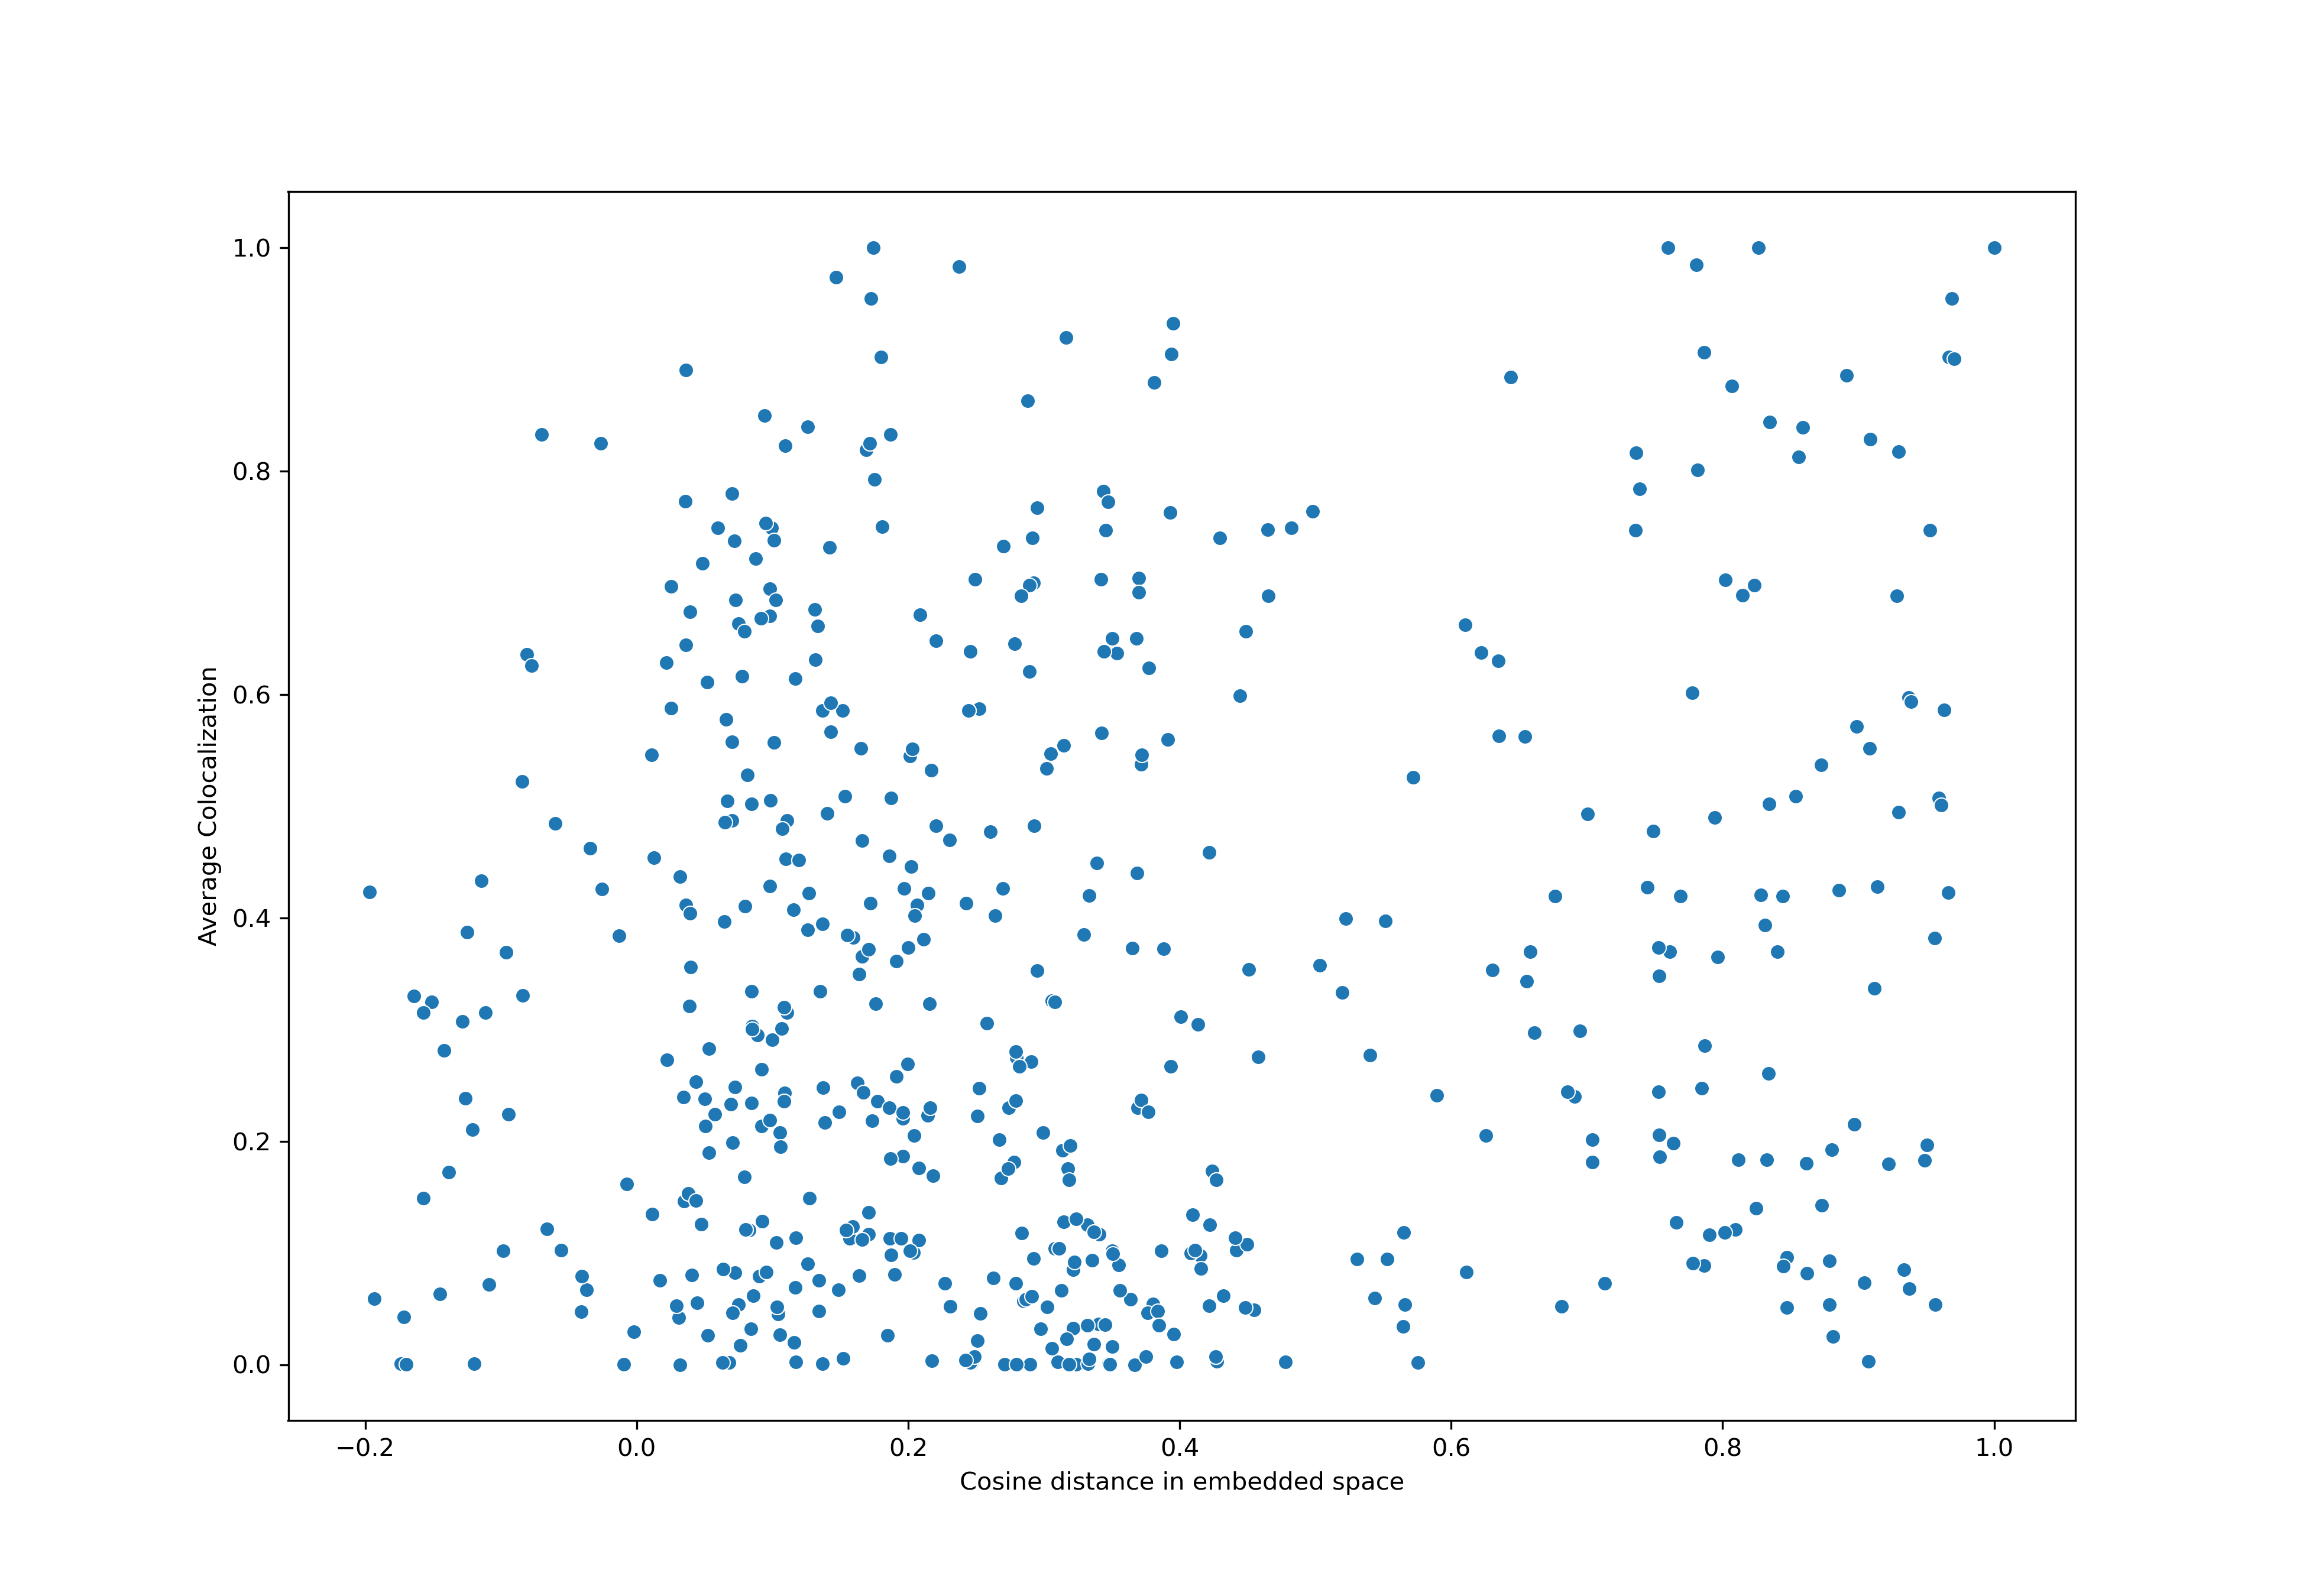 1.0
0.8
0.6
0.4
0.2
0.0
Average Colocalization
−0.2 0.0 0.2 0.4 0.6 0.8 1.0
Cosine distance in embedded space